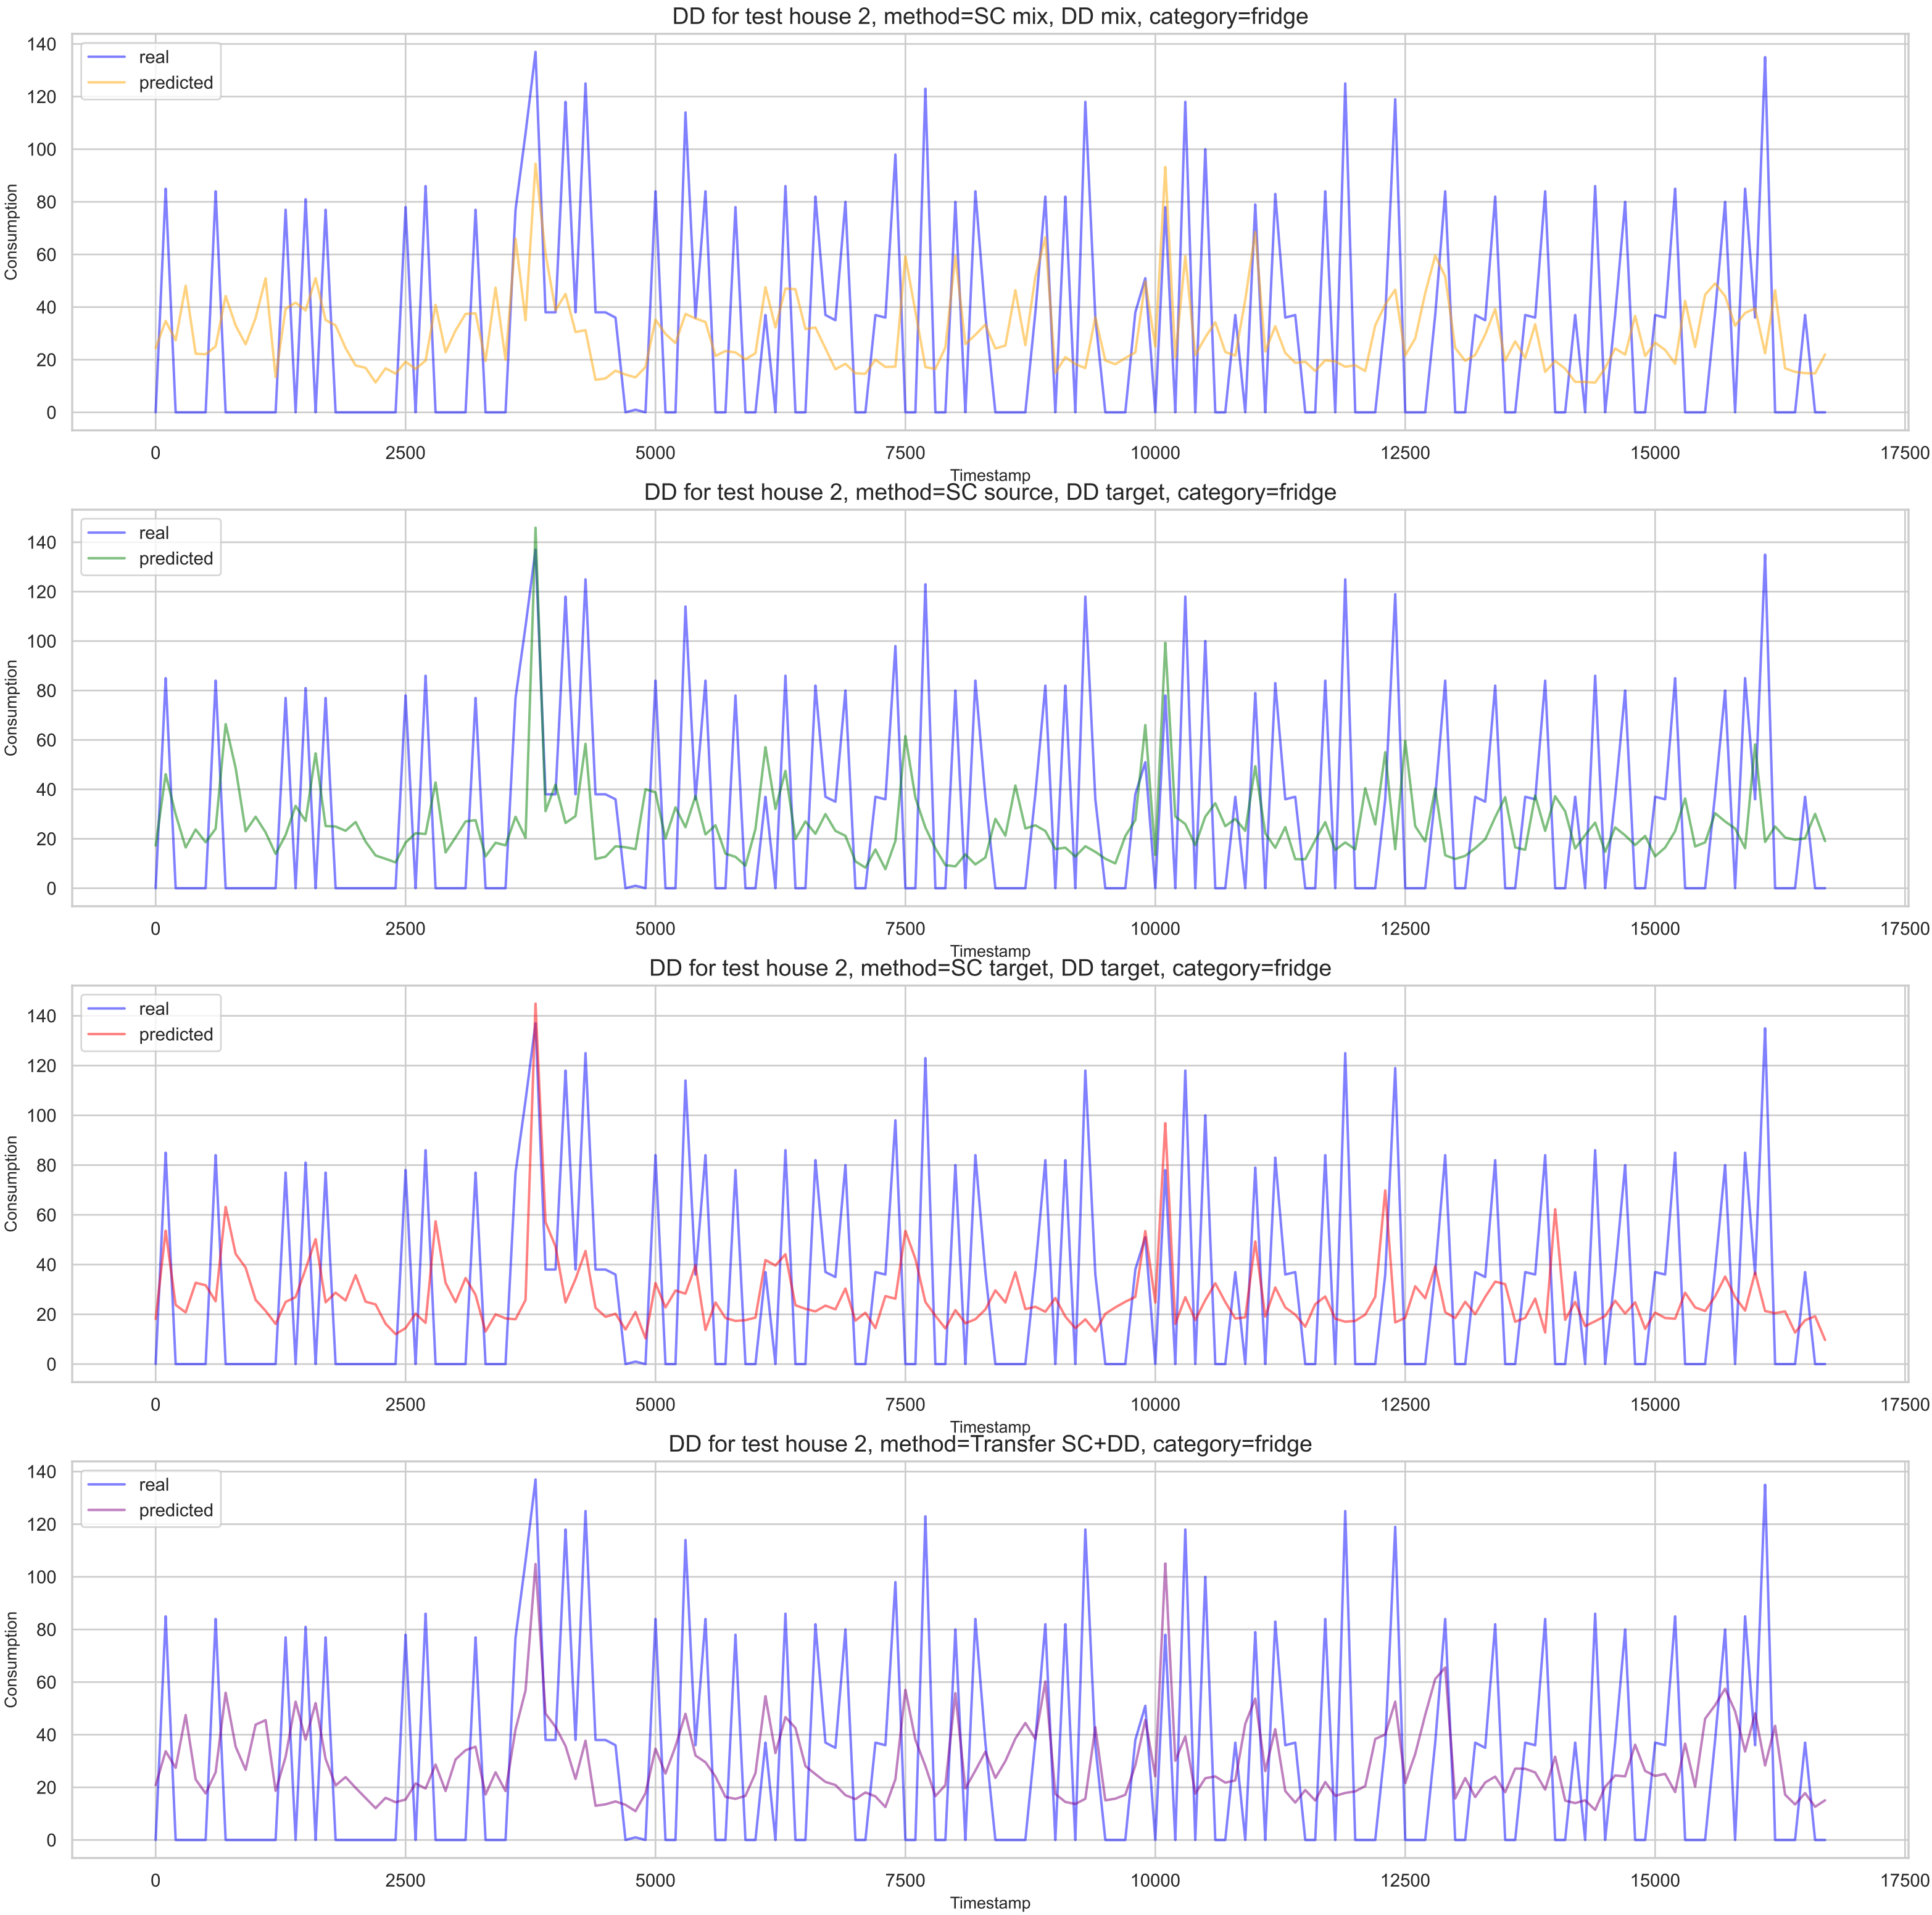 DD for test house 2, method=SC mix, DD mix, category=fridge
real
predicted
Consumption
140
120
100
80
60
40
20
0
0 2500 5000 7500 10000 12500 15000 17500
Timestamp
DD for test house 2, method=SC source, DD target, category=fridge
real
predicted
Consumption
140
120
100
80
60
40
20
0
0 2500 5000 7500 10000 12500 15000 17500
Timestamp
DD for test house 2, method=SC target, DD target, category=fridge
real
predicted
Consumption
140
120
100
80
60
40
20
0
0 2500 5000 7500 10000 12500 15000 17500
Timestamp
DD for test house 2, method=Transfer SC+DD, category=fridge
real
predicted
Consumption
140
120
100
80
60
40
20
0
0 2500 5000 7500 10000 12500 15000 17500
Timestamp